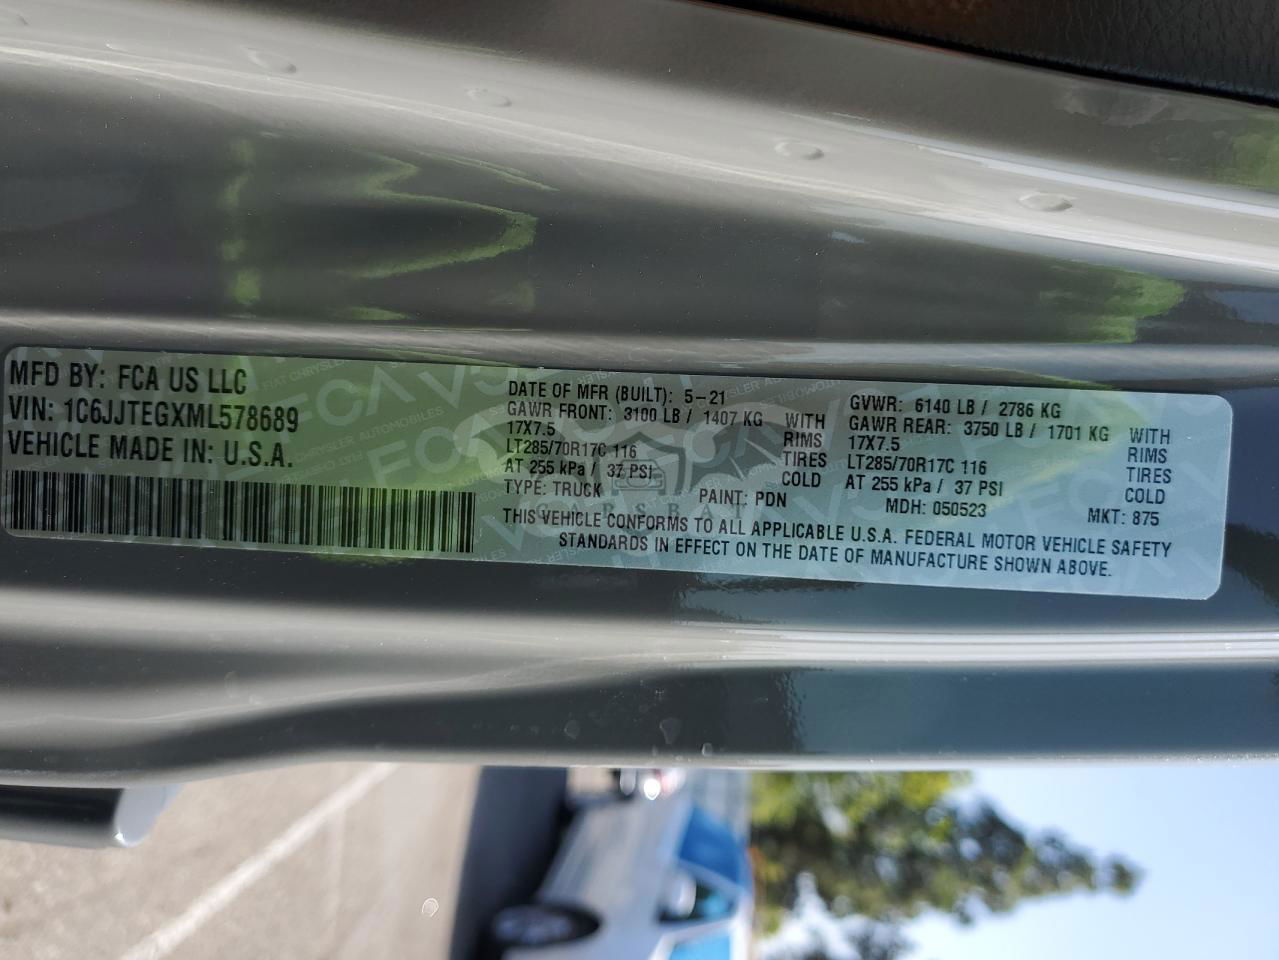 MFD BY: FCA US LLC
VIN: 1C6JJTEGXML578689
VEHICLE MADE IN: U.S.A.
DATE OF MFR (BUILT): 5-21
GAWR FRONT: 3100 LB / 1407 KG WITH
17X7.5 RIMS
LT285/70R17C 116 TIRES
AT 255 kPa / 37 PSI COLD
TYPE: TRUCK PAINT: PDN
GVWR: 6140 LB / 2786 KG
GAWR REAR: 3750 LB / 1701 KG WITH
17X7.5 RIMS
LT285/70R17C 116 TIRES
AT 255 kPa / 37 PSI COLD
MDH: 050523 MKT: 875
THIS VEHICLE CONFORMS TO ALL APPLICABLE U.S.A. FEDERAL MOTOR VEHICLE SAFETY
STANDARDS IN EFFECT ON THE DATE OF MANUFACTURE SHOWN ABOVE.
CARSBAT